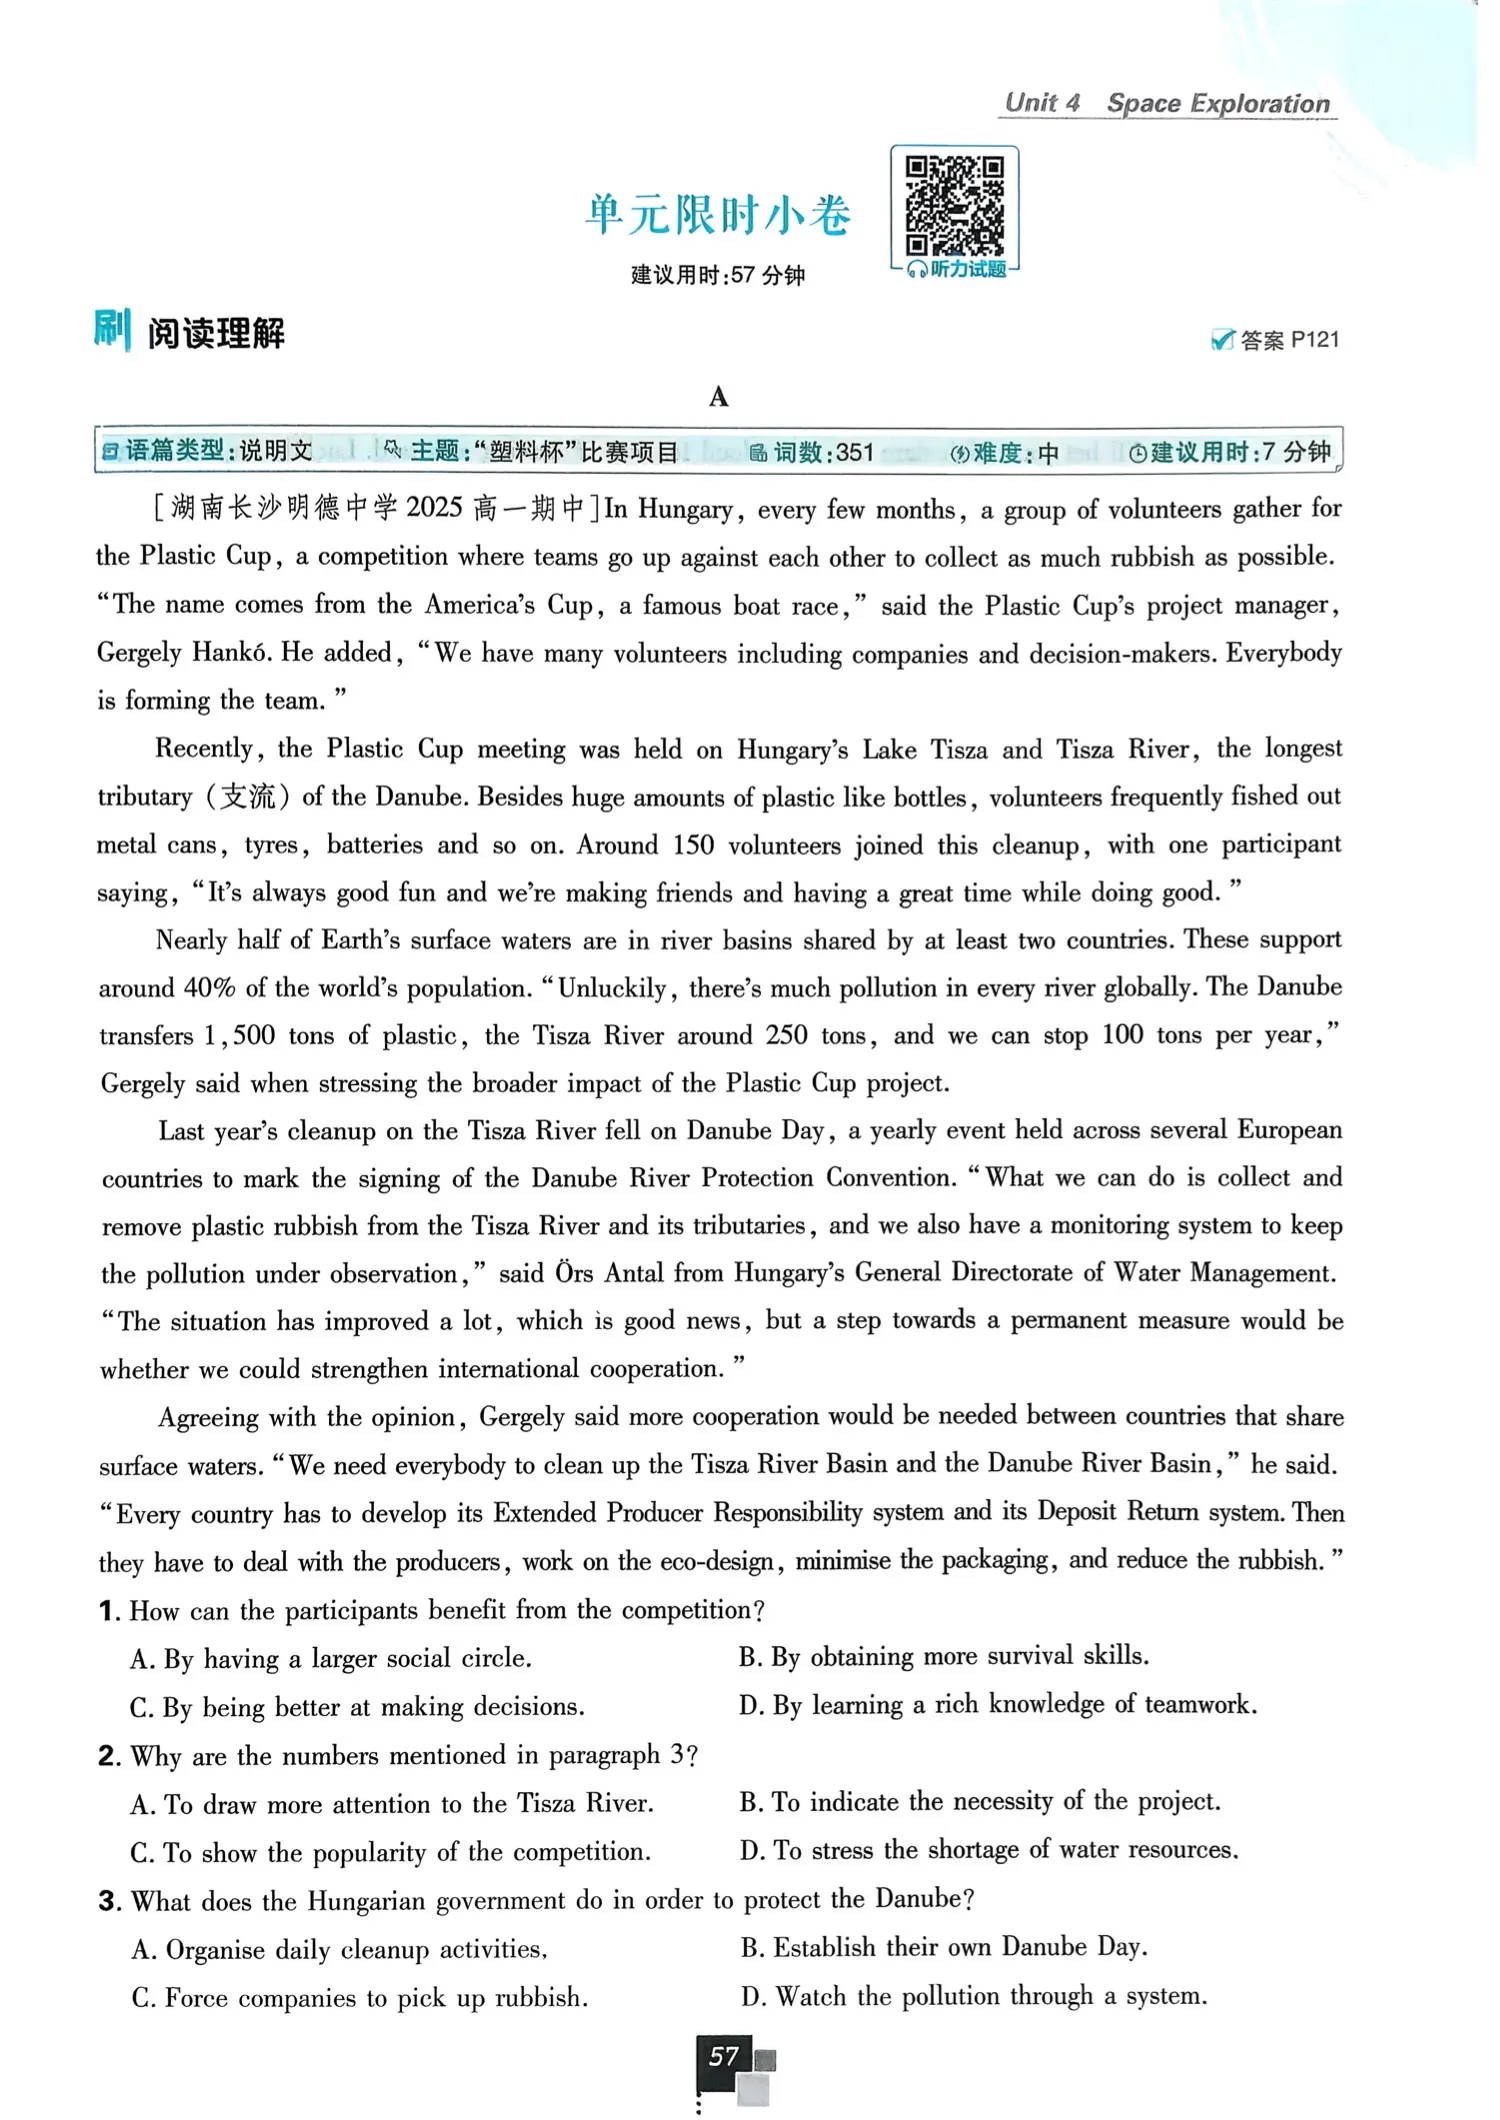 Unit 4 Space Exploration
单元限时小卷
听力试题
建议用时:57 分钟
刷 阅读理解
答案 P121
A
语篇类型:说明文 主题:“塑料杯”比赛项目 词数:351 难度:中 建议用时:7 分钟
[湖南长沙明德中学 2025 高一期中]In Hungary, every few months, a group of volunteers gather for
the Plastic Cup, a competition where teams go up against each other to collect as much rubbish as possible.
“The name comes from the America’s Cup, a famous boat race,” said the Plastic Cup’s project manager,
Gergely Hankó. He added, “We have many volunteers including companies and decision-makers. Everybody
is forming the team.”
Recently, the Plastic Cup meeting was held on Hungary’s Lake Tisza and Tisza River, the longest
tributary (支流) of the Danube. Besides huge amounts of plastic like bottles, volunteers frequently fished out
metal cans, tyres, batteries and so on. Around 150 volunteers joined this cleanup, with one participant
saying, “It’s always good fun and we’re making friends and having a great time while doing good.”
Nearly half of Earth’s surface waters are in river basins shared by at least two countries. These support
around 40% of the world’s population. “Unluckily, there’s much pollution in every river globally. The Danube
transfers 1,500 tons of plastic, the Tisza River around 250 tons, and we can stop 100 tons per year,”
Gergely said when stressing the broader impact of the Plastic Cup project.
Last year’s cleanup on the Tisza River fell on Danube Day, a yearly event held across several European
countries to mark the signing of the Danube River Protection Convention. “What we can do is collect and
remove plastic rubbish from the Tisza River and its tributaries, and we also have a monitoring system to keep
the pollution under observation,” said Örs Antal from Hungary’s General Directorate of Water Management.
“The situation has improved a lot, which is good news, but a step towards a permanent measure would be
whether we could strengthen international cooperation.”
Agreeing with the opinion, Gergely said more cooperation would be needed between countries that share
surface waters. “We need everybody to clean up the Tisza River Basin and the Danube River Basin,” he said.
“Every country has to develop its Extended Producer Responsibility system and its Deposit Return system. Then
they have to deal with the producers, work on the eco-design, minimise the packaging, and reduce the rubbish.”
1. How can the participants benefit from the competition?
A. By having a larger social circle. B. By obtaining more survival skills.
C. By being better at making decisions. D. By learning a rich knowledge of teamwork.
2. Why are the numbers mentioned in paragraph 3?
A. To draw more attention to the Tisza River. B. To indicate the necessity of the project.
C. To show the popularity of the competition. D. To stress the shortage of water resources.
3. What does the Hungarian government do in order to protect the Danube?
A. Organise daily cleanup activities. B. Establish their own Danube Day.
C. Force companies to pick up rubbish. D. Watch the pollution through a system.
57